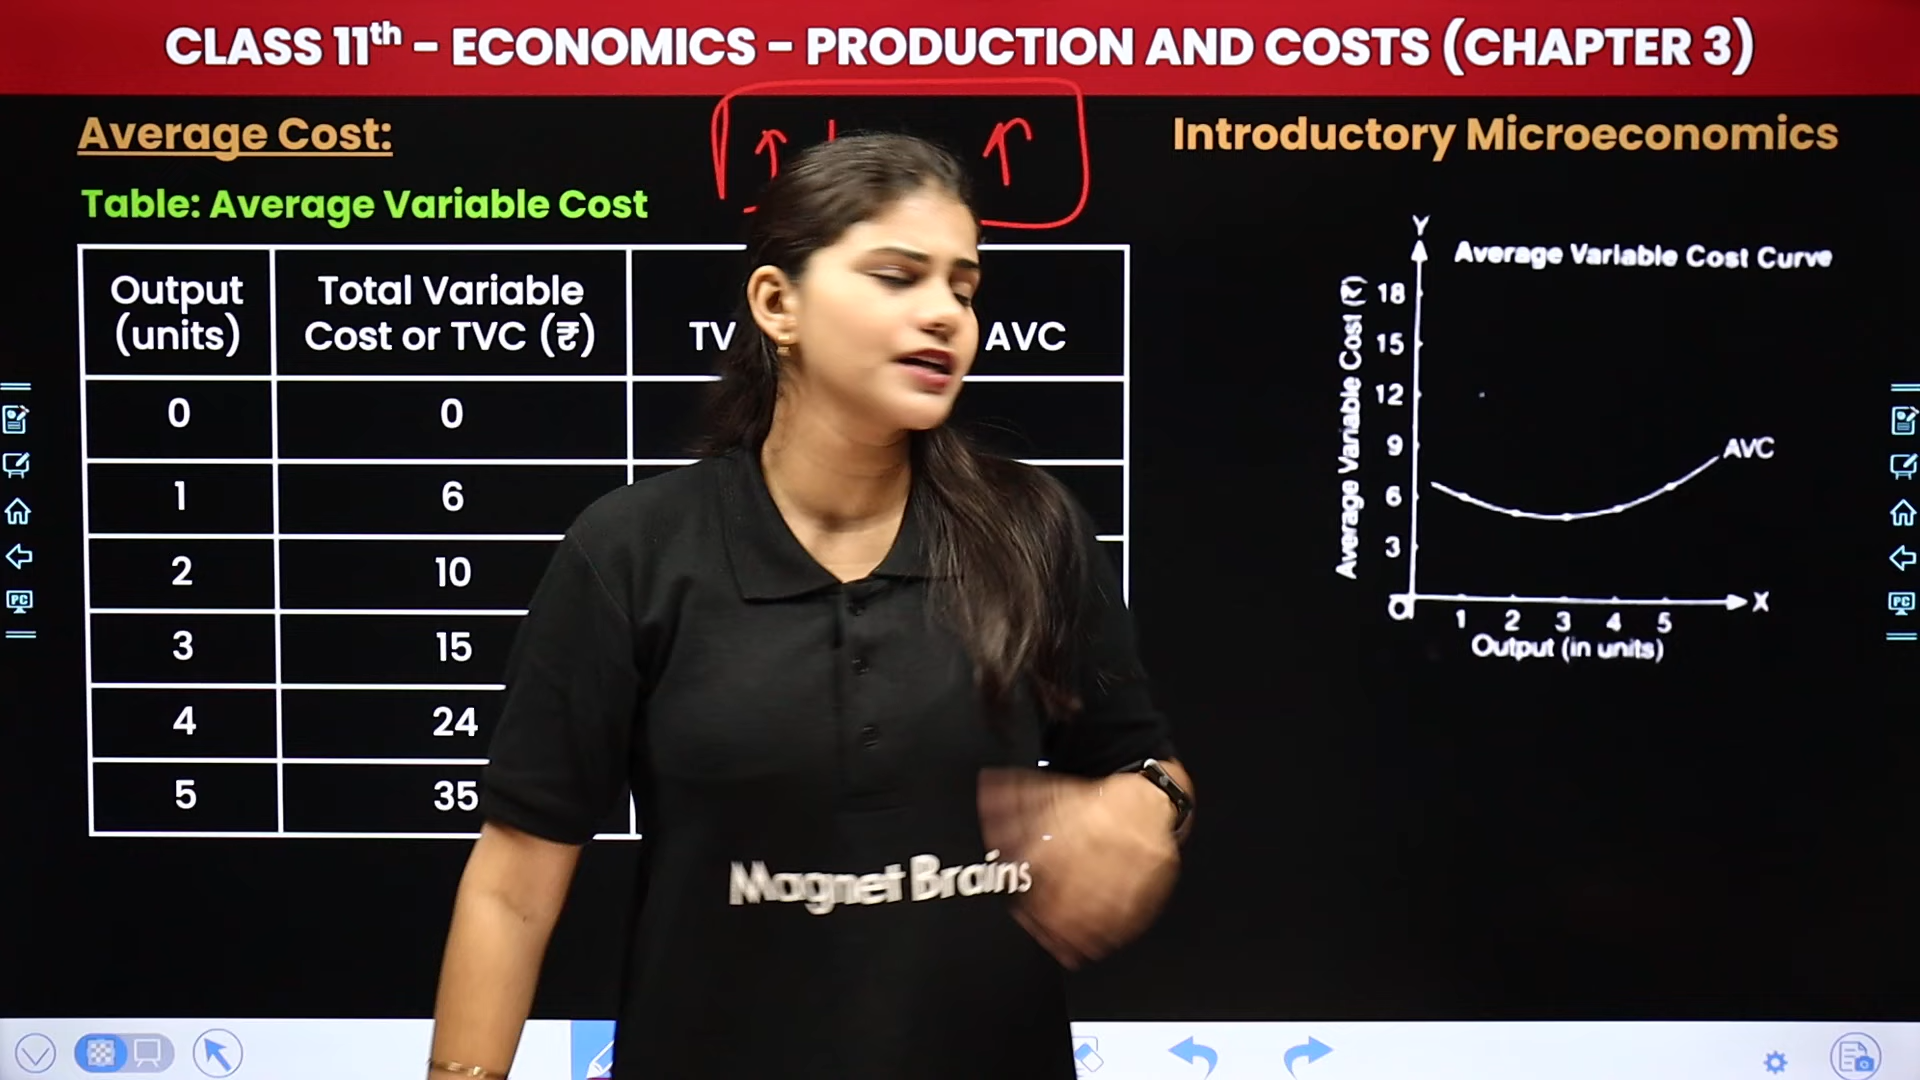 CLASS 11th - ECONOMICS - PRODUCTION AND COSTS (CHAPTER 3)
Average Cost:
Introductory Microeconomics
Table: Average Variable Cost
Output (units)
Total Variable Cost or TVC (₹)
AVC
0 0
1 6
2 10
3 15
4 24
5 35
Y
Average Variable Cost Curve
Average Variable Cost (₹)
18
15
12
9
6
3
O
AVC
X
1 2 3 4 5
Output (in units)
Magnet Brains
PC
PC